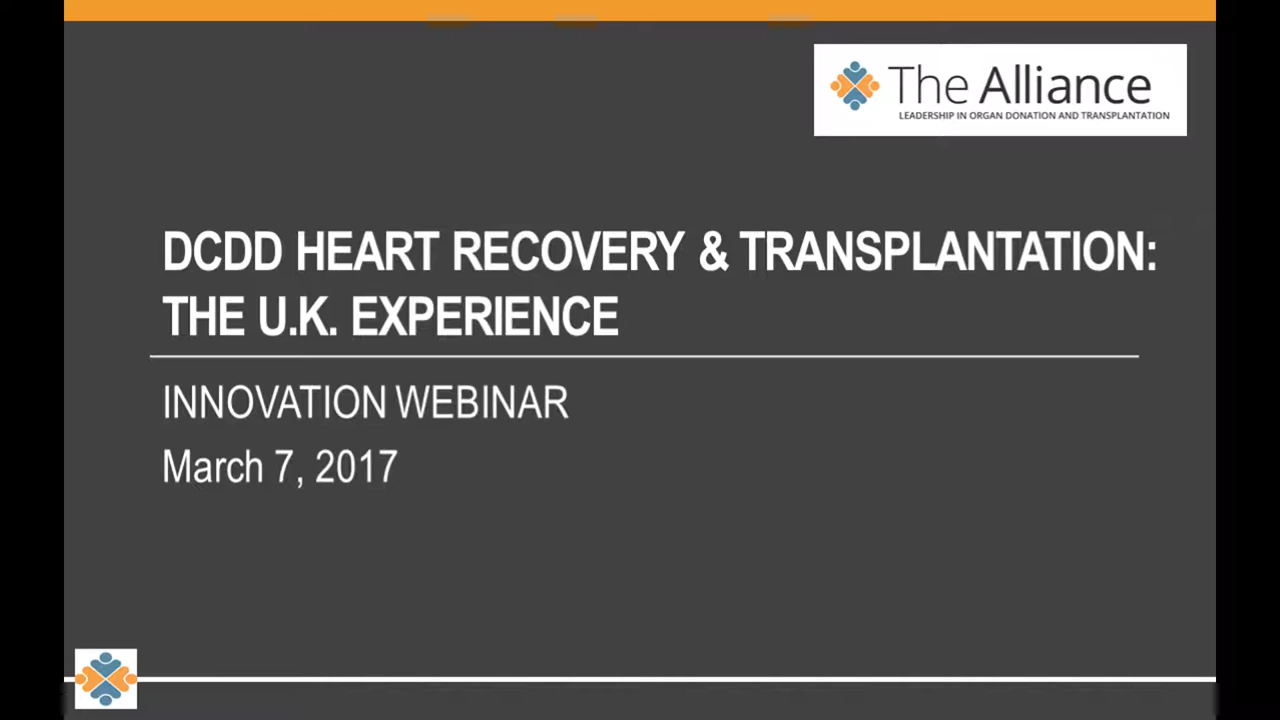 The Alliance
LEADERSHIP IN ORGAN DONATION AND TRANSPLANTATION
DCDD HEART RECOVERY & TRANSPLANTATION:
THE U.K. EXPERIENCE
INNOVATION WEBINAR
March 7, 2017